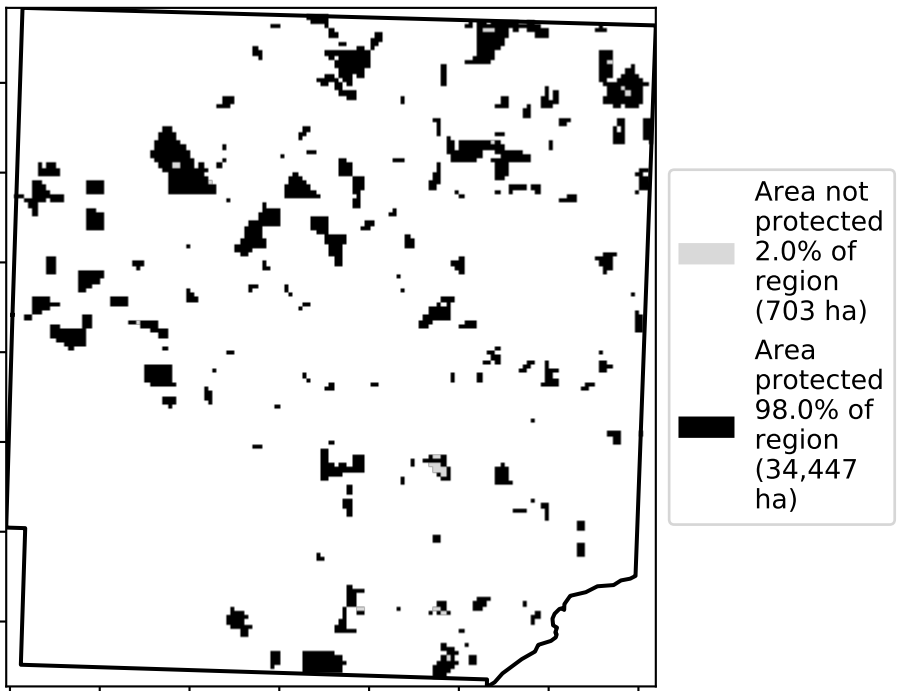 Area not
protected
2.0% of
region
(703 ha)
Area
protected
98.0% of
region
(34,447
ha)